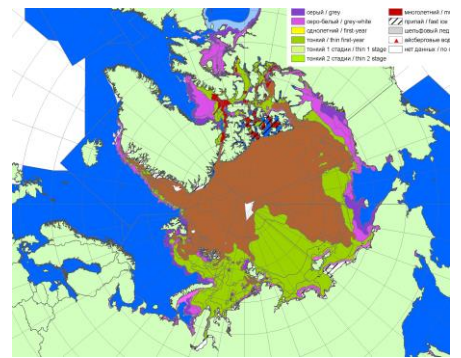 серый / grey
серо-белый / grey-white
однолетний / first-year
тонкий / thin first-year
тонкий 1 стадии / thin 1 stage
тонкий 2 стадии / thin 2 stage
многолетний / m
припай / fast ice
шельфовый лед
айсберговые вод
нет данных / no